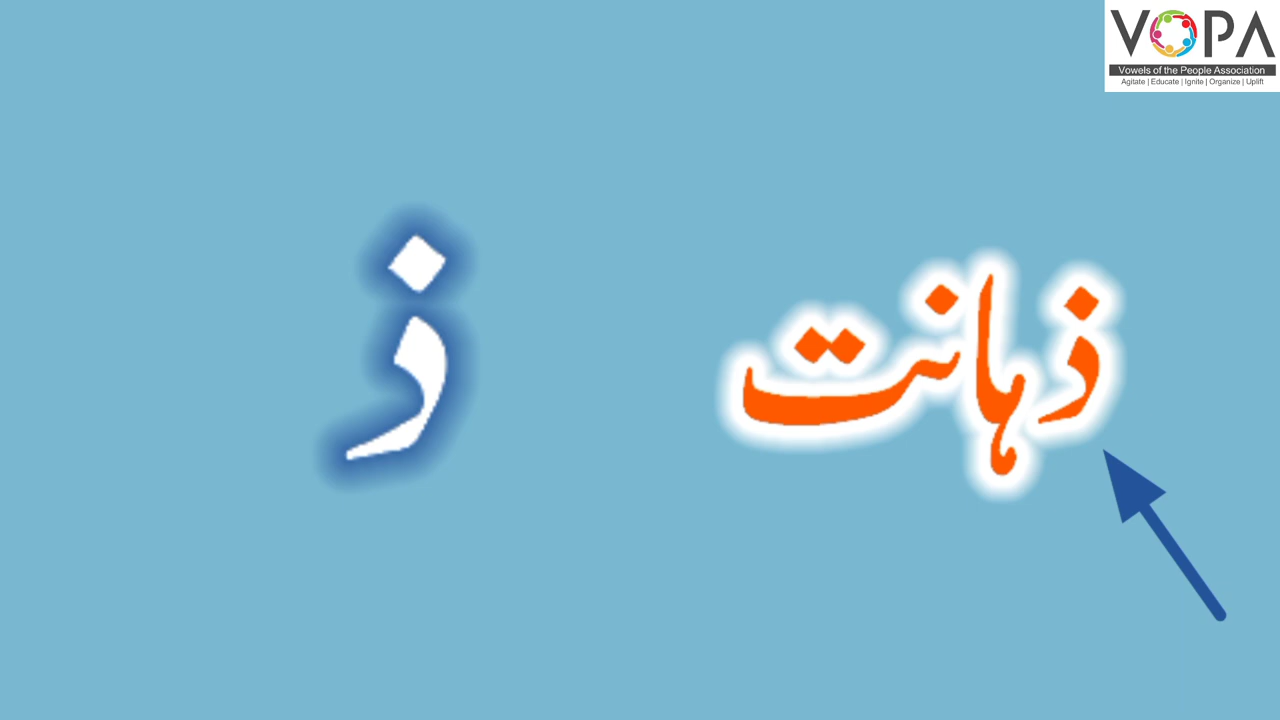 VOPA
Vowels of the People Association
Agitate | Educate | Ignite | Organize | Uplift
ذ
ذہانت